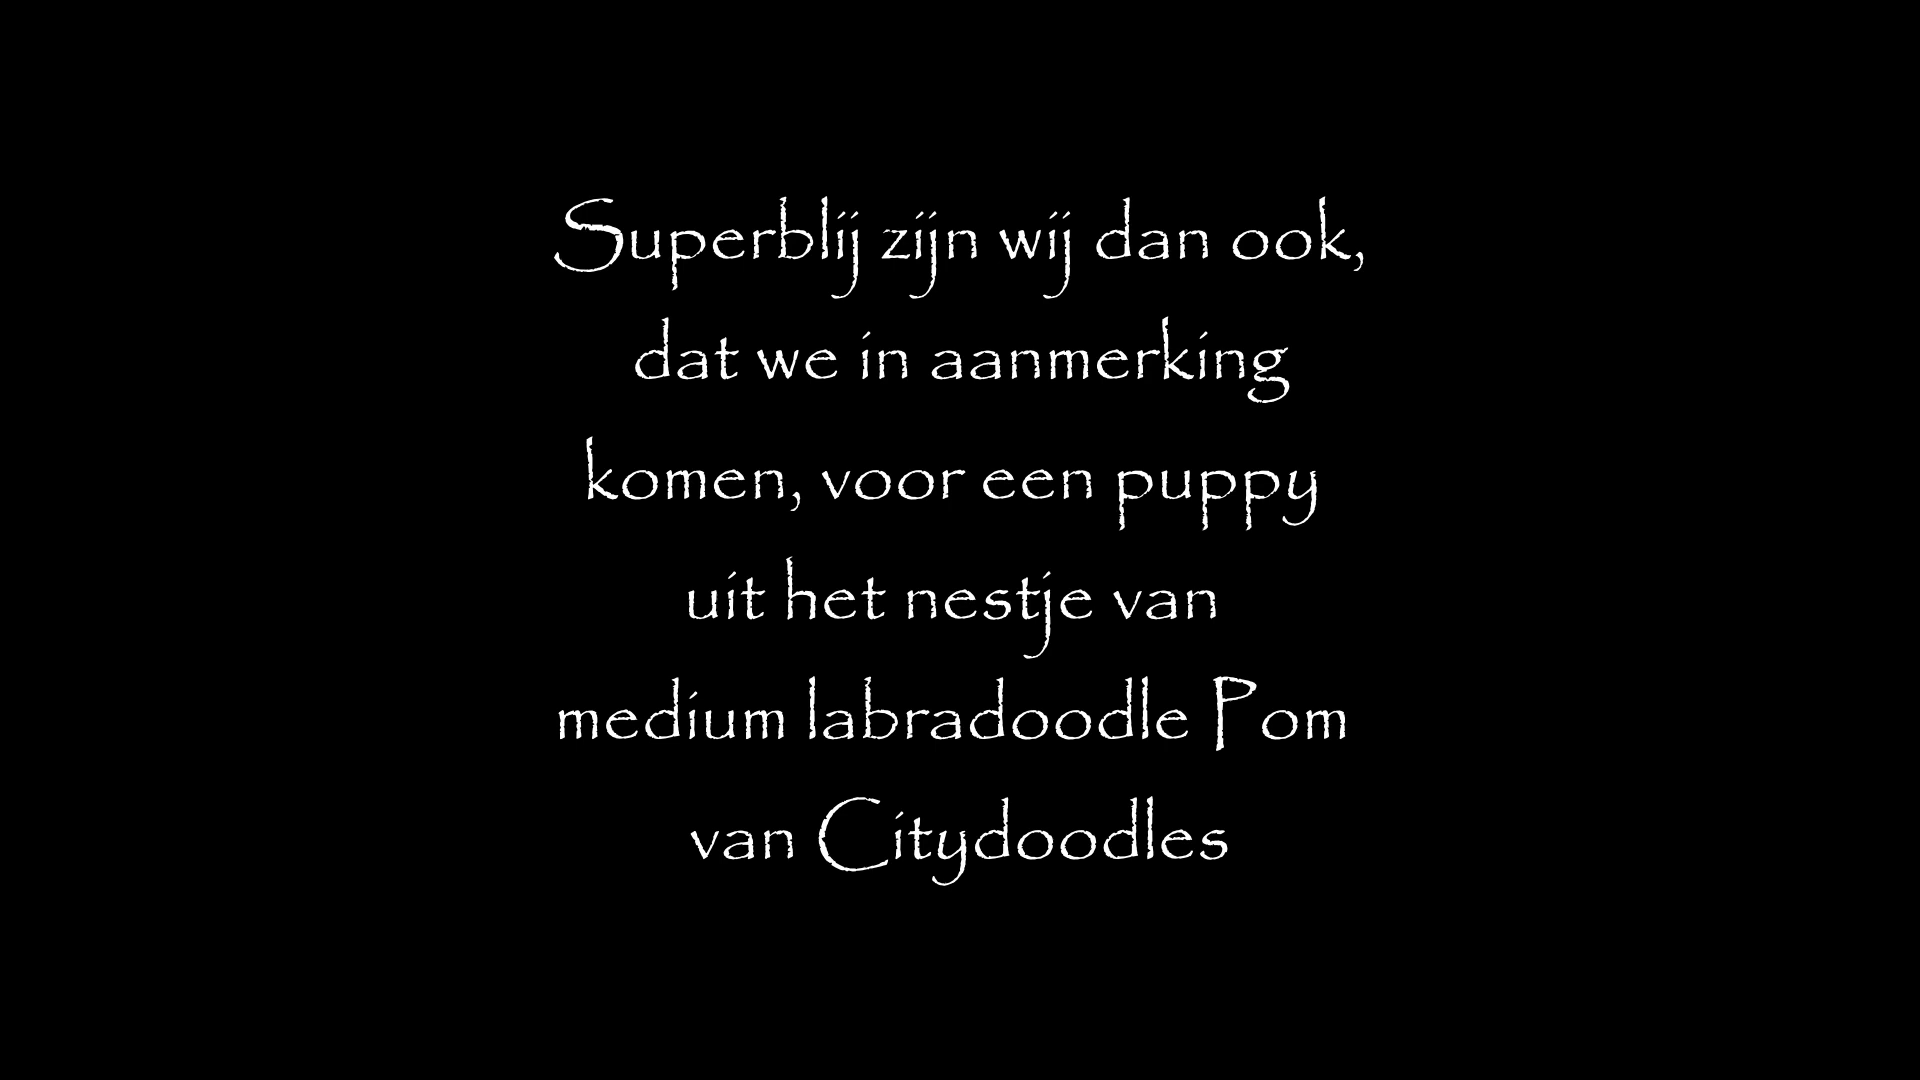 Superblij zijn wij dan ook,
dat we in aanmerking
komen, voor een puppy
uit het nestje van
medium labradoodle Pom
van Citydoodles